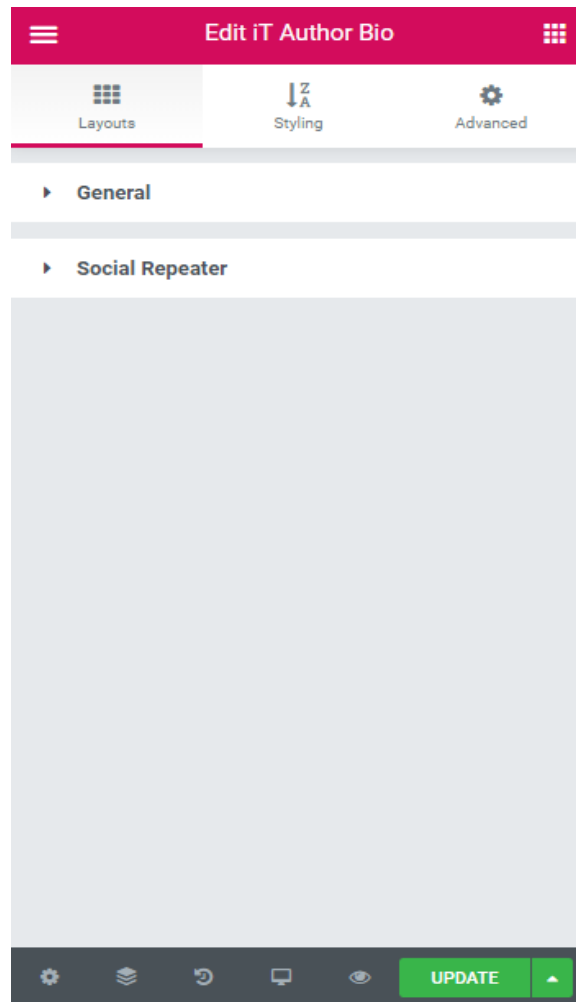 Edit iT Author Bio
Layouts
Styling
Advanced
General
Social Repeater
UPDATE